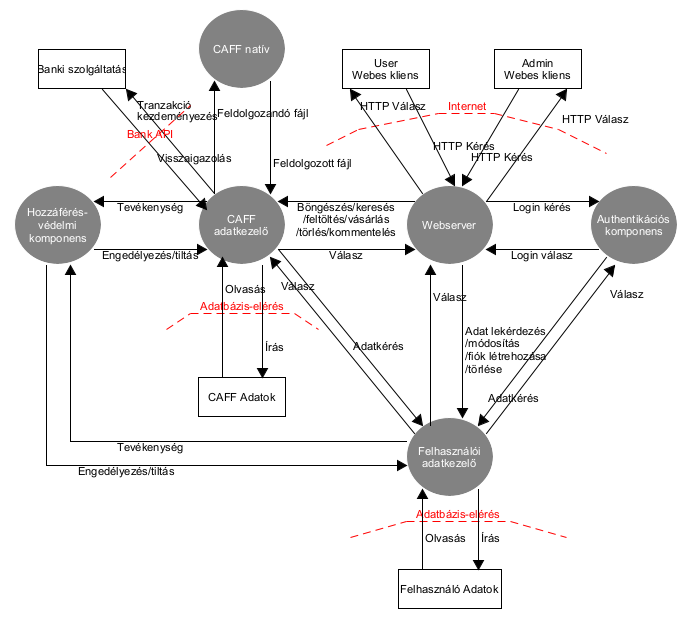 CAFF natív
Banki szolgáltatás
User
Webes kliens
Admin
Webes kliens
Tranzakció
kezdeményezés
Feldolgozandó fájl
HTTP Válasz
Internet
HTTP Válasz
Bank API
HTTP Kérés
HTTP Kérés
Visszaigazolás
Feldolgozott fájl
Hozzáférés-
védelmi
komponens
Tevékenység
CAFF
adatkezelő
Böngészés/keresés
/feltöltés/vásárlás
/törlés/kommentelés
Webserver
Login kérés
Authentikációs
komponens
Engedélyezés/tiltás
Válasz
Login válasz
Olvasás
Válasz
Válasz
Válasz
Adatbázis-elérés
Írás
Adatkérés
Adat lekérdezés
/módosítás
/fiók létrehozása
/törlése
CAFF Adatok
Adatkérés
Tevékenység
Felhasználói
adatkezelő
Engedélyezés/tiltás
Adatbázis-elérés
Olvasás
Írás
Felhasználó Adatok